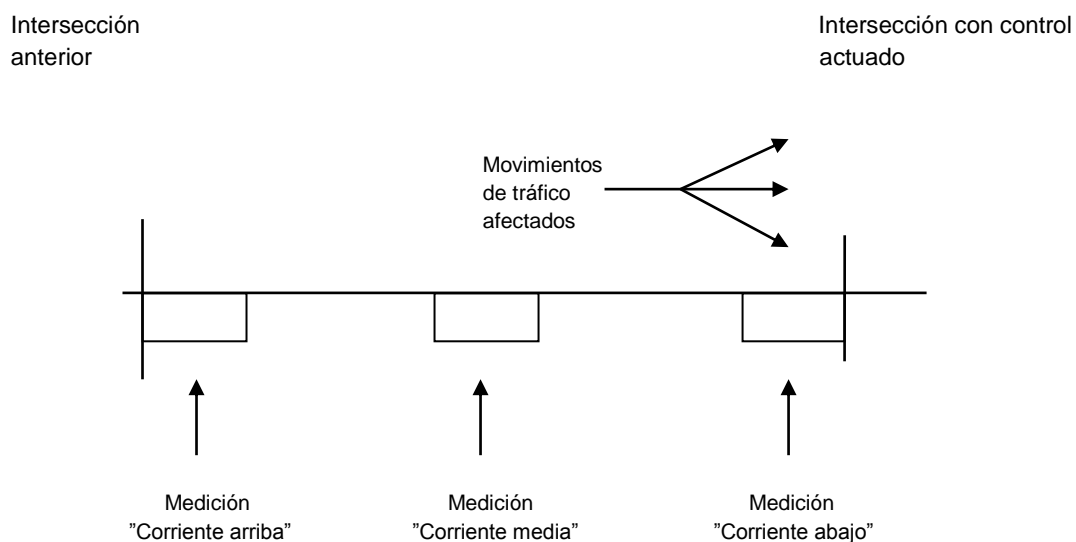 Intersección
anterior
Intersección con control
actuado
Movimientos
de tráfico
afectados
Medición
”Corriente arriba”
Medición
”Corriente media”
Medición
”Corriente abajo”